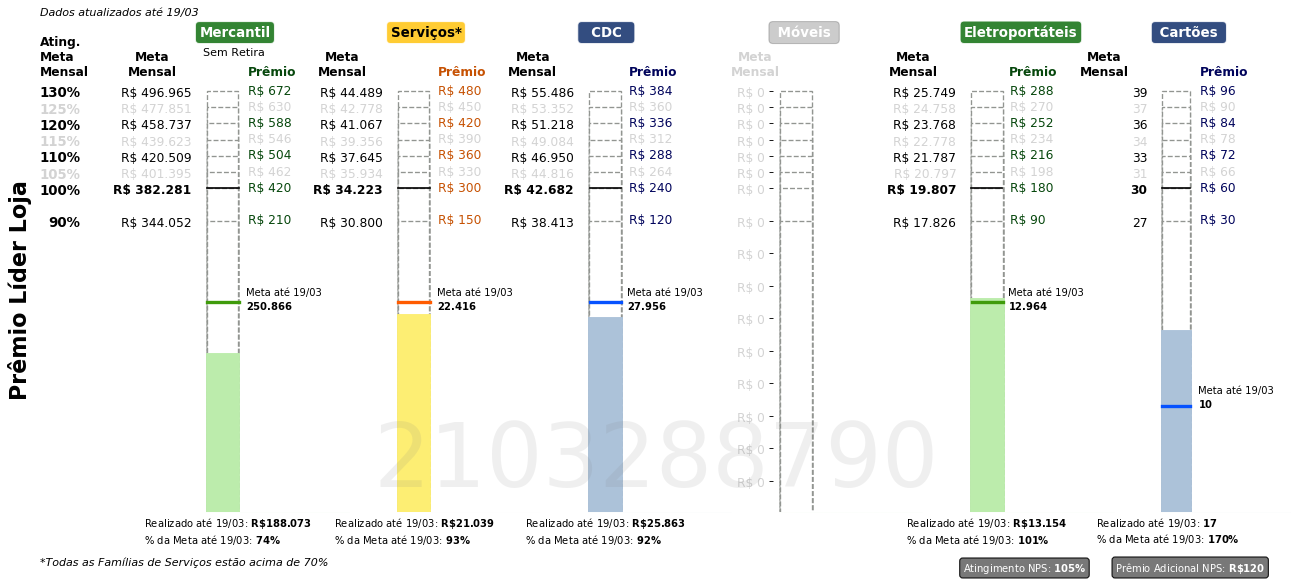 Dados atualizados até 19/03
Mercantil Serviços* CDC Móveis Eletroportáteis Cartões
Sem Retira
Ating. Meta Mensal
Meta Mensal Prêmio Meta Mensal Prêmio Meta Mensal Prêmio Meta Mensal Meta Mensal Prêmio Meta Mensal Prêmio
130% R$ 496.965 R$ 672 R$ 44.489 R$ 480 R$ 55.486 R$ 384 R$ 0 R$ 25.749 R$ 288 39 R$ 96
125% R$ 477.851 R$ 630 R$ 42.778 R$ 450 R$ 53.352 R$ 360 R$ 0 R$ 24.758 R$ 270 37 R$ 90
120% R$ 458.737 R$ 588 R$ 41.067 R$ 420 R$ 51.218 R$ 336 R$ 0 R$ 23.768 R$ 252 36 R$ 84
115% R$ 439.623 R$ 546 R$ 39.356 R$ 390 R$ 49.084 R$ 312 R$ 0 R$ 22.778 R$ 234 34 R$ 78
110% R$ 420.509 R$ 504 R$ 37.645 R$ 360 R$ 46.950 R$ 288 R$ 0 R$ 21.787 R$ 216 33 R$ 72
105% R$ 401.395 R$ 462 R$ 35.934 R$ 330 R$ 44.816 R$ 264 R$ 0 R$ 20.797 R$ 198 31 R$ 66
100% R$ 382.281 R$ 420 R$ 34.223 R$ 300 R$ 42.682 R$ 240 R$ 0 R$ 19.807 R$ 180 30 R$ 60
90% R$ 344.052 R$ 210 R$ 30.800 R$ 150 R$ 38.413 R$ 120 R$ 0 R$ 17.826 R$ 90 27 R$ 30
R$ 0
R$ 0
R$ 0
R$ 0
R$ 0
R$ 0
R$ 0
R$ 0
Prêmio Líder Loja
Meta até 19/03 Meta até 19/03 Meta até 19/03 Meta até 19/03
250.866 22.416 27.956 12.964
Meta até 19/03
10
2103288790
Realizado até 19/03: R$188.073 Realizado até 19/03: R$21.039 Realizado até 19/03: R$25.863 Realizado até 19/03: R$13.154 Realizado até 19/03: 17
% da Meta até 19/03: 74% % da Meta até 19/03: 93% % da Meta até 19/03: 92% % da Meta até 19/03: 101% % da Meta até 19/03: 170%
*Todas as Famílias de Serviços estão acima de 70%
Atingimento NPS: 105% Prêmio Adicional NPS: R$120